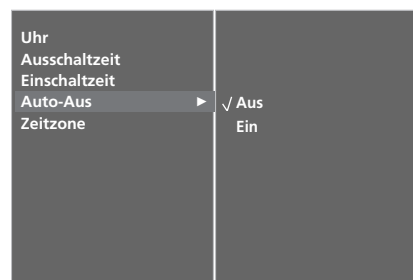 Uhr
Ausschaltzeit
Einschaltzeit
Auto-Aus ► √ Aus
Ein
Zeitzone